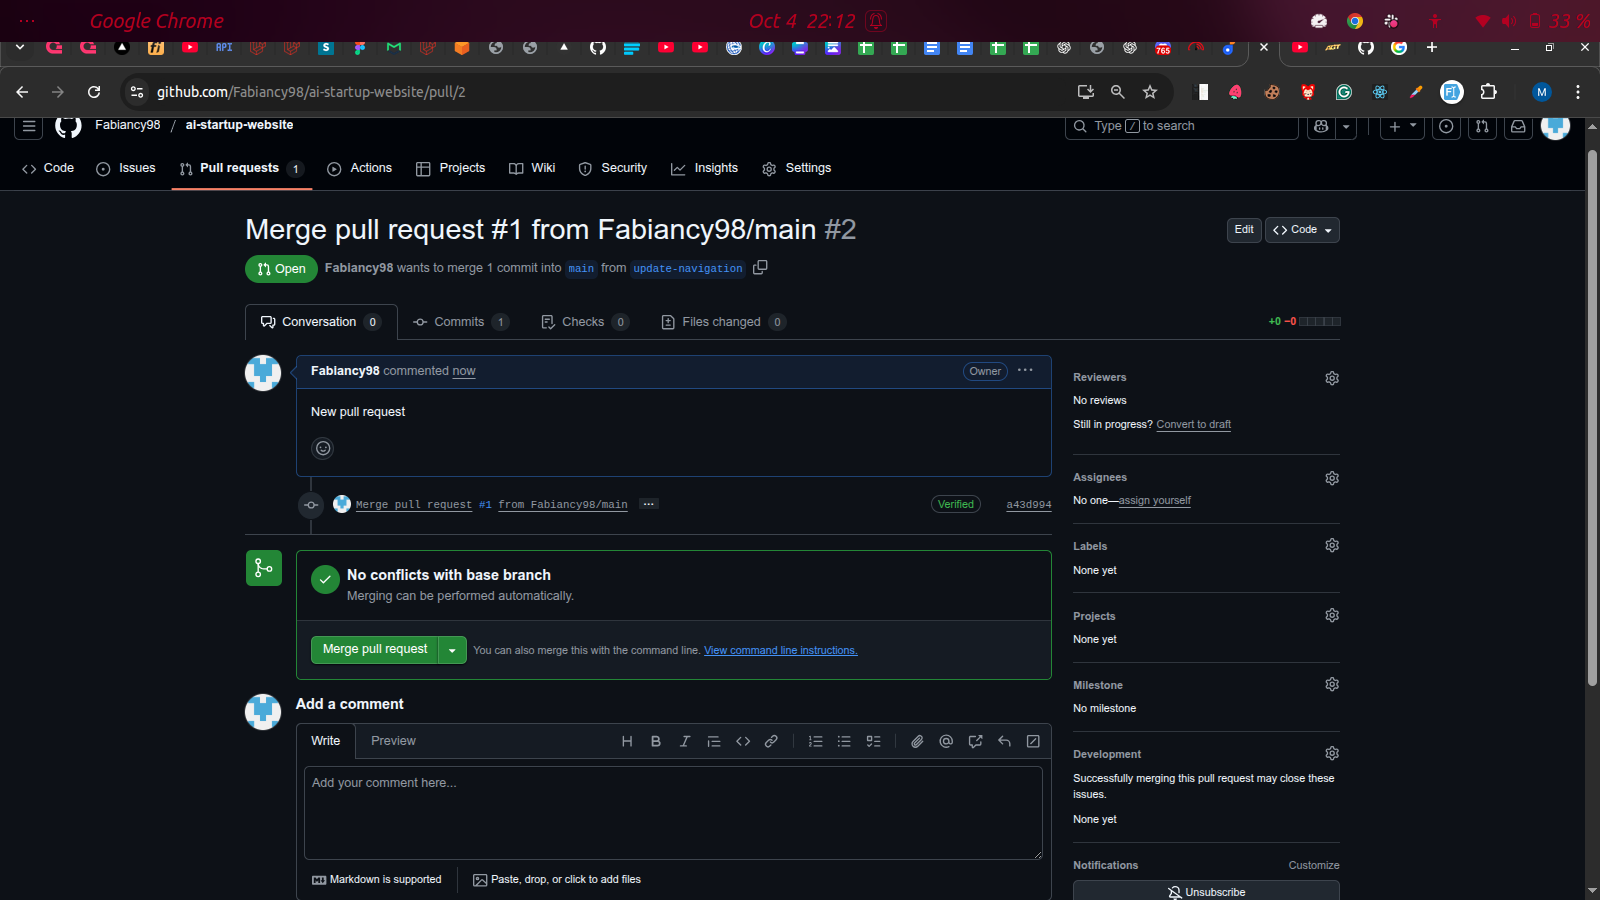 Google Chrome
Oct 4 22:12
33 %
API
S
765
AGT
github.com/Fabiancy98/ai-startup-website/pull/2
M
Fabiancy98 / ai-startup-website
Type / to search
Code
Issues
Pull requests 1
Actions
Projects
Wiki
Security
Insights
Settings
Merge pull request #1 from Fabiancy98/main #2
Edit
Code
Open
Fabiancy98 wants to merge 1 commit into main from update-navigation
Conversation 0
Commits 1
Checks 0
Files changed 0
+0 −0
Fabiancy98 commented now
Owner
New pull request
Merge pull request #1 from Fabiancy98/main
Verified
a43d994
No conflicts with base branch
Merging can be performed automatically.
Merge pull request
You can also merge this with the command line. View command line instructions.
Add a comment
Write
Preview
Add your comment here...
Markdown is supported
Paste, drop, or click to add files
Reviewers
No reviews
Still in progress? Convert to draft
Assignees
No one—assign yourself
Labels
None yet
Projects
None yet
Milestone
No milestone
Development
Successfully merging this pull request may close these
issues.
None yet
Notifications
Customize
Unsubscribe